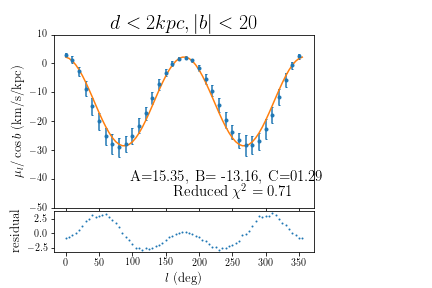 d < 2kpc, |b| < 20
10
0
−10
−20
−30
−40
−50
μₗ/ cos b (km/s/kpc)
A=15.35, B= -13.16, C=01.29
Reduced χ² = 0.71
2.5
0.0
−2.5
residual
0 50 100 150 200 250 300 350
l (deg)